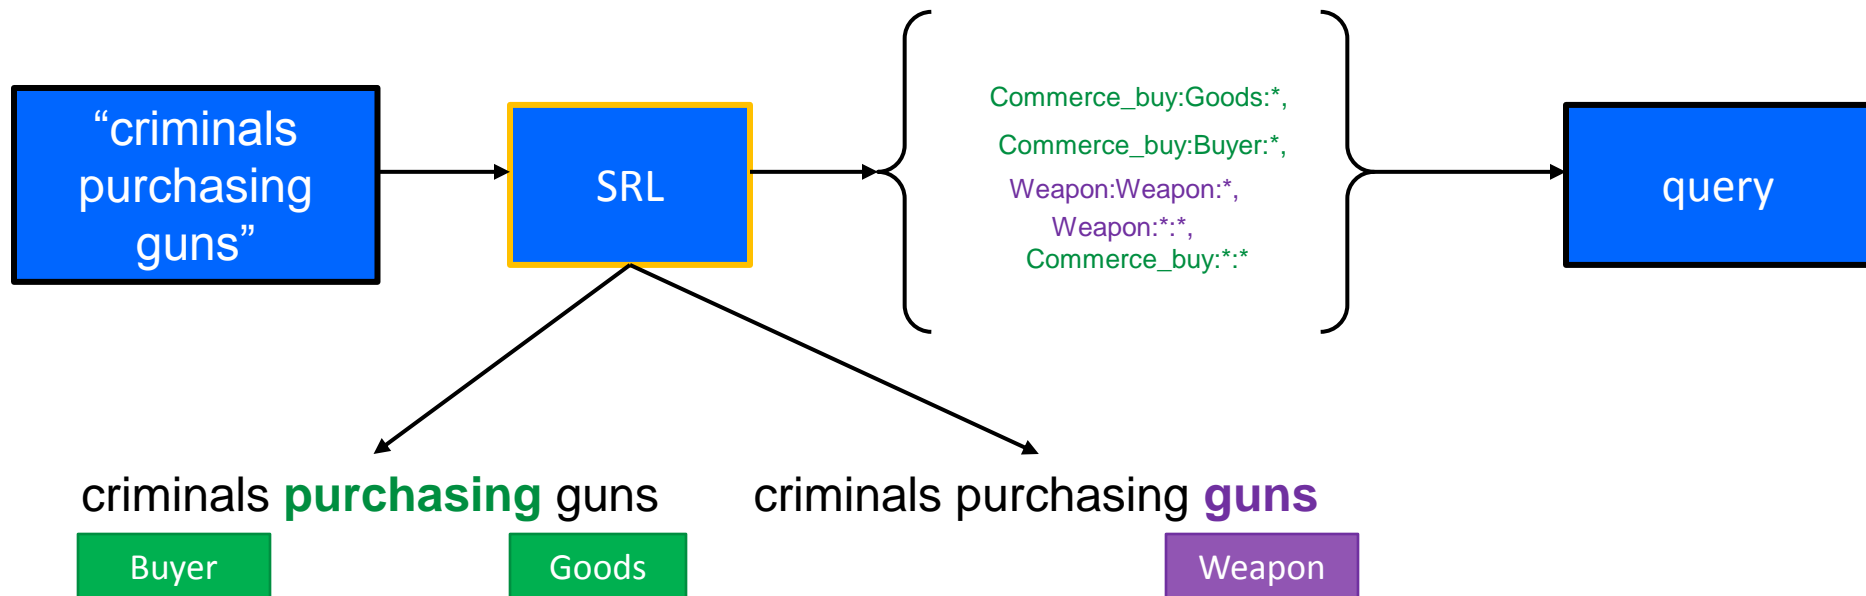 “criminals
purchasing
guns”
SRL
Commerce_buy:Goods:*,
Commerce_buy:Buyer:*,
Weapon:Weapon:*,
Weapon:*:*,
Commerce_buy:*:*
query
criminals purchasing guns
Buyer
Goods
criminals purchasing guns
Weapon